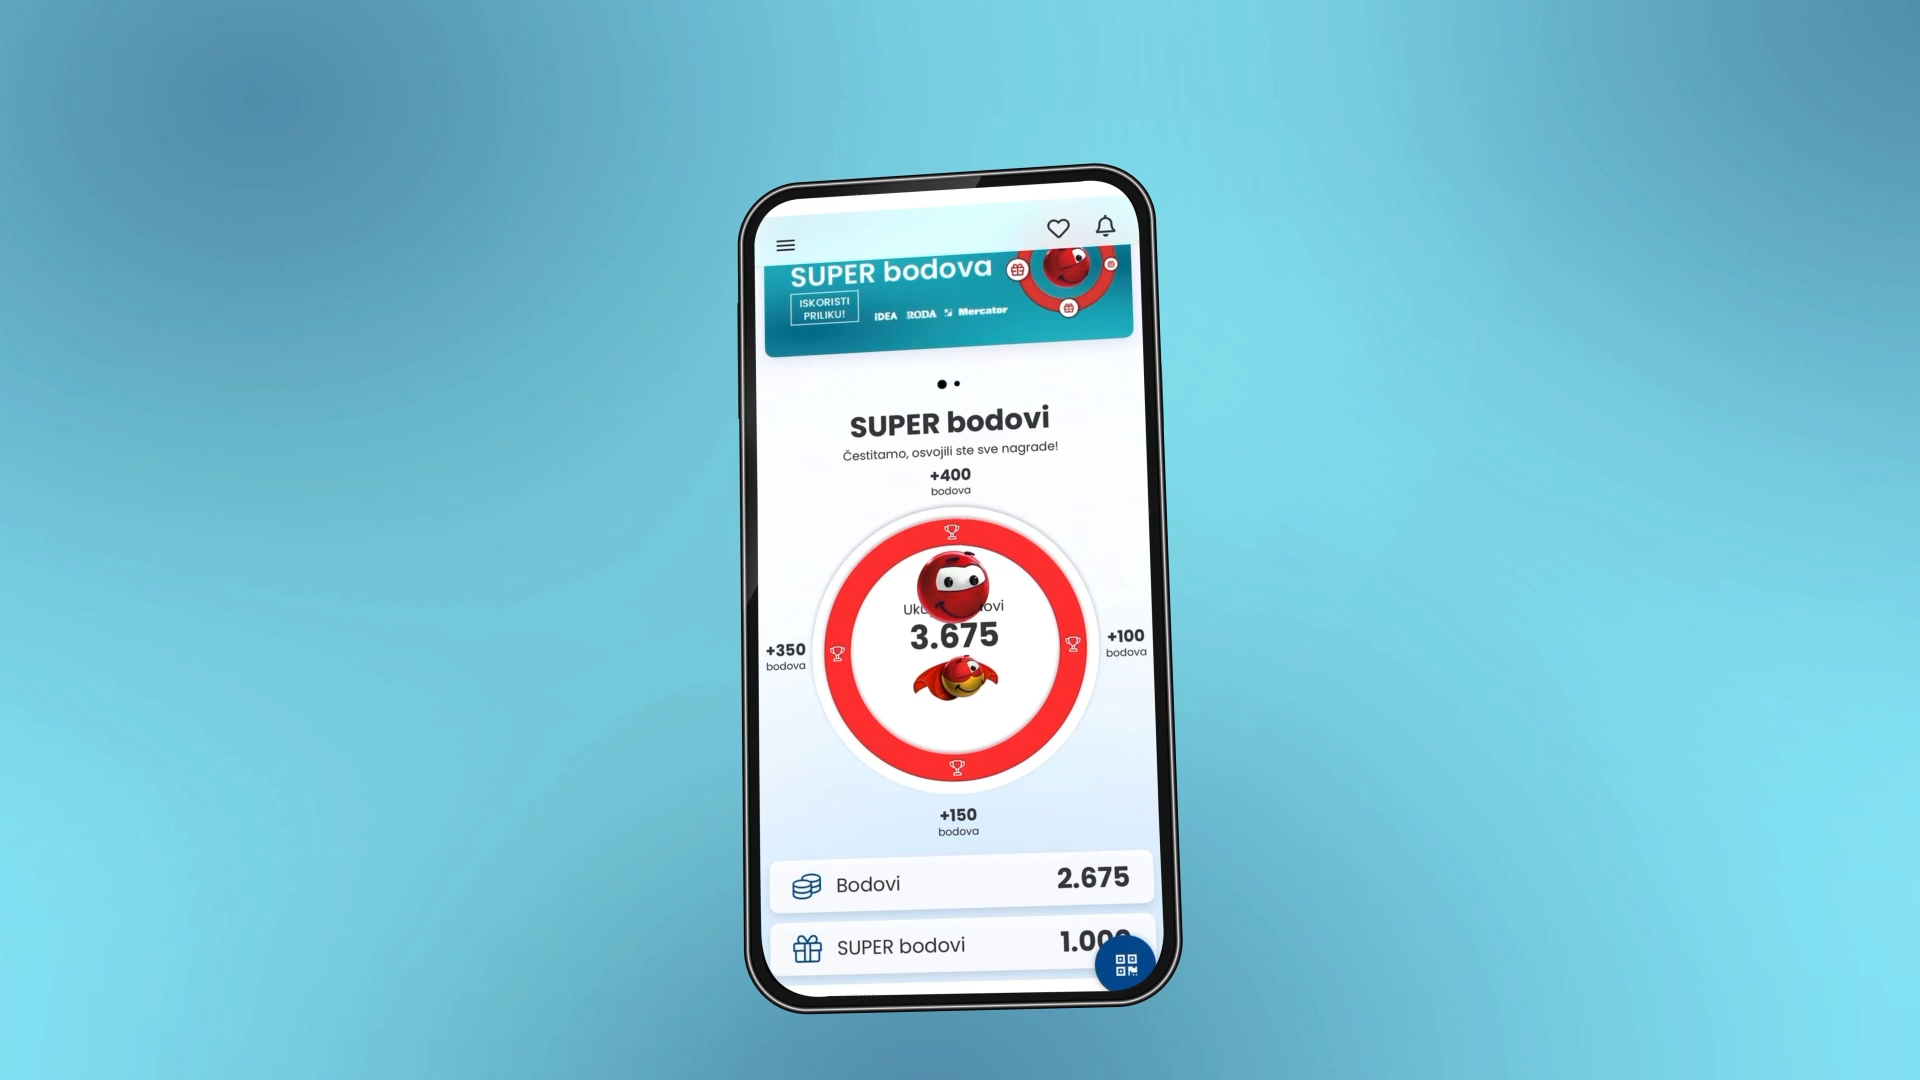 SUPER bodova
ISKORISTI
PRILIKU!
IDEA RODA Mercator
SUPER bodovi
Čestitamo, osvojili ste sve nagrade!
+400
bodova
3.675
+350
bodova
+100
bodova
+150
bodova
Bodovi 2.675
SUPER bodovi